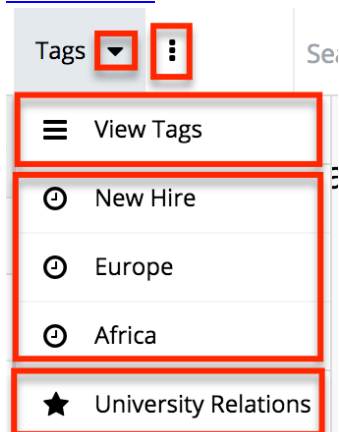 Tags
Sea
View Tags
New Hire
Europe
Africa
University Relations